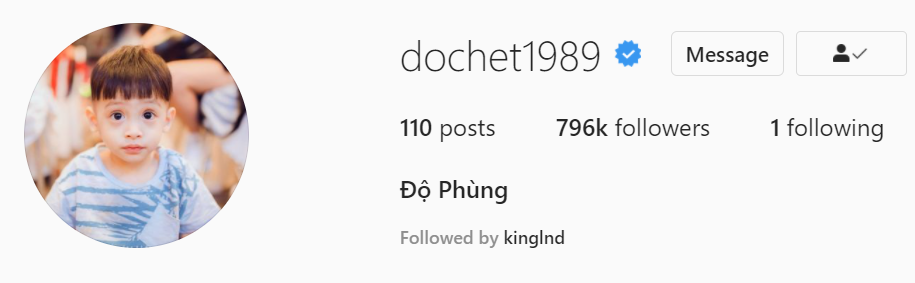 dochet1989 Message
110 posts 796k followers 1 following
Độ Phùng
Followed by kinglnd